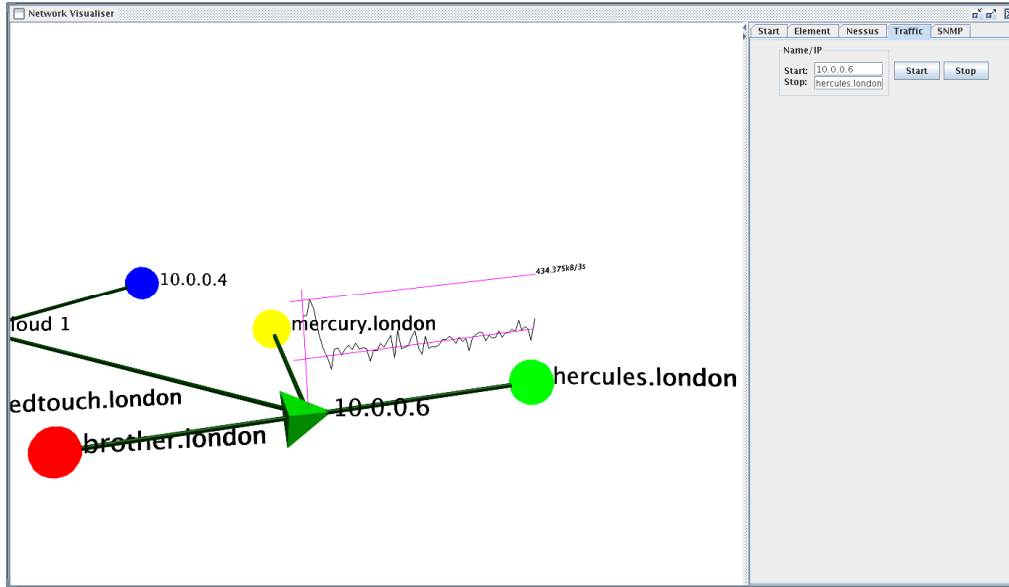 Network Visualiser
Start Element Nessus Traffic SNMP
Name/IP
Start: 10.0.0.6
Stop: hercules.london
Start Stop
434.375kB/3s
10.0.0.4
loud 1
mercury.london
hercules.london
edtouch.london
10.0.0.6
brother.london